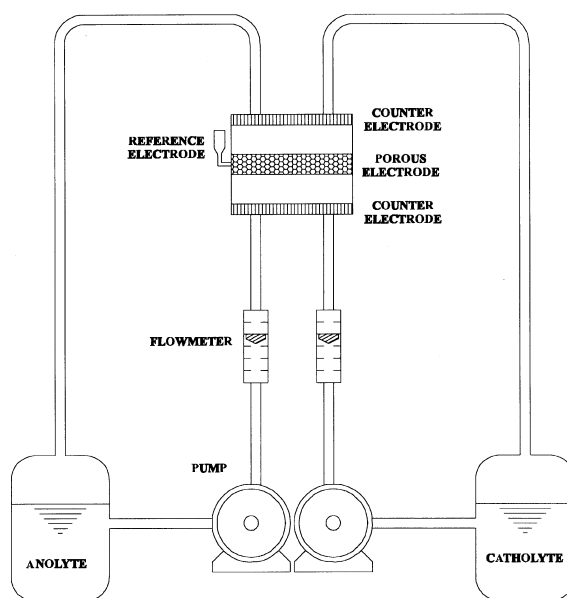 COUNTER
ELECTRODE
REFERENCE
ELECTRODE
POROUS
ELECTRODE
COUNTER
ELECTRODE
FLOWMETER
PUMP
ANOLYTE
CATHOLYTE